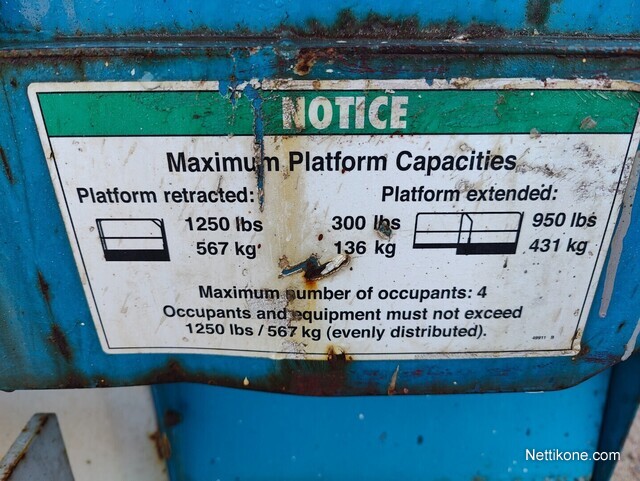 NOTICE
Maximum Platform Capacities
Platform retracted: Platform extended:
1250 lbs 300 lbs 950 lbs
567 kg 136 kg 431 kg
Maximum number of occupants: 4
Occupants and equipment must not exceed
1250 lbs / 567 kg (evenly distributed).
Nettikone.com